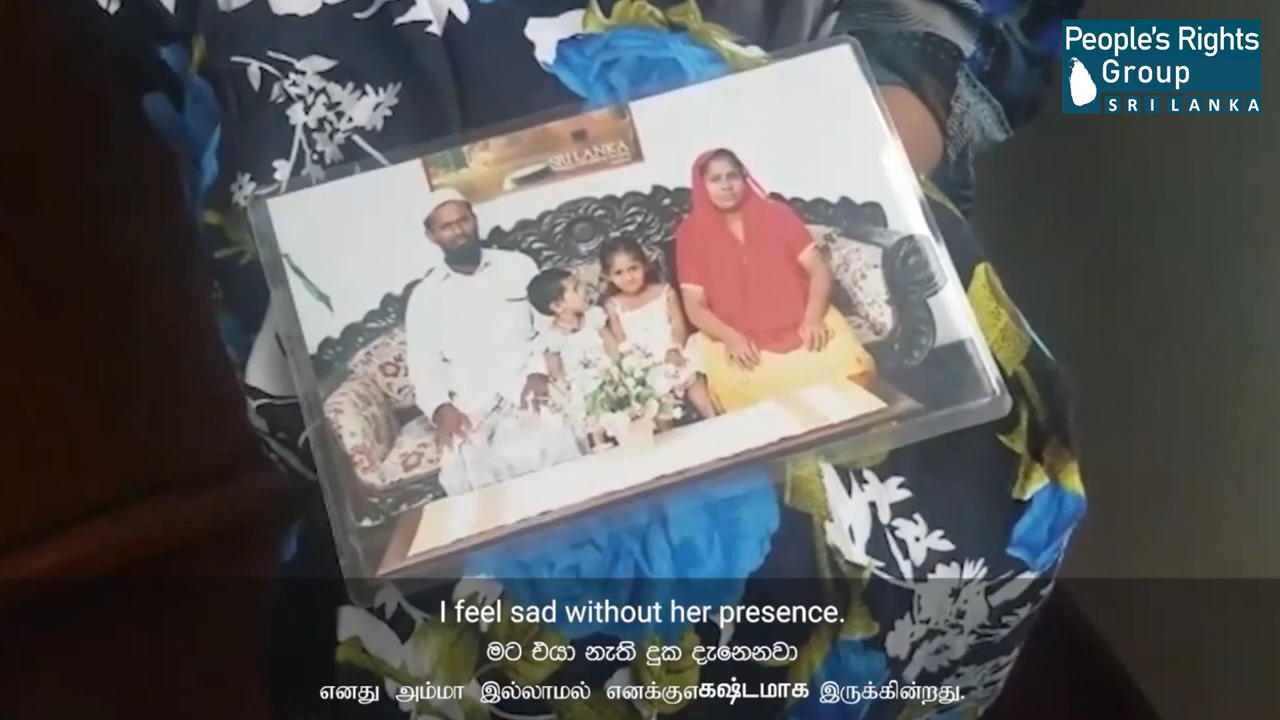 People's Rights
Group
SRI LANKA
SRI LANKA
I feel sad without her presence.
මට එයා නැති දුක දැනෙනවා
எனது அம்மா இல்லாமல் எனக்குஎகஷ்டமாக இருக்கின்றது.